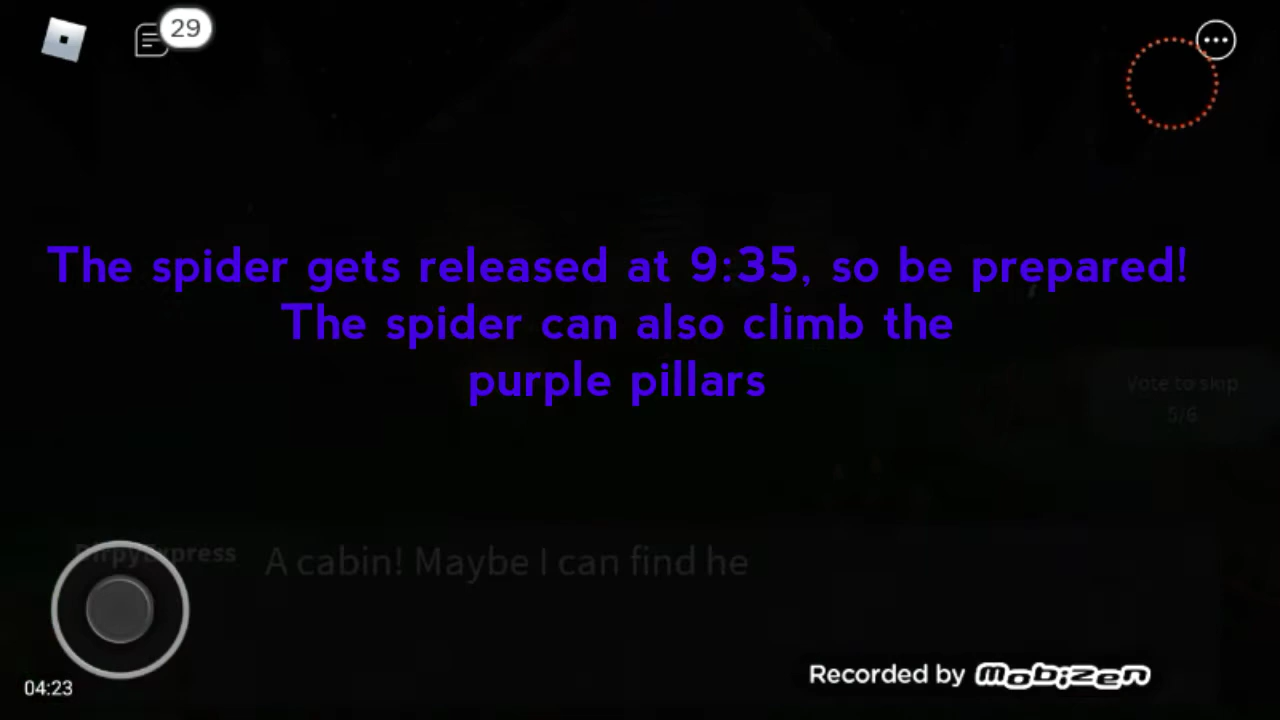 29
The spider gets released at 9:35, so be prepared!
The spider can also climb the
purple pillars
Vote to skip
5/6
DirpyExpress
A cabin! Maybe I can find he
Recorded by mobizen
04:23